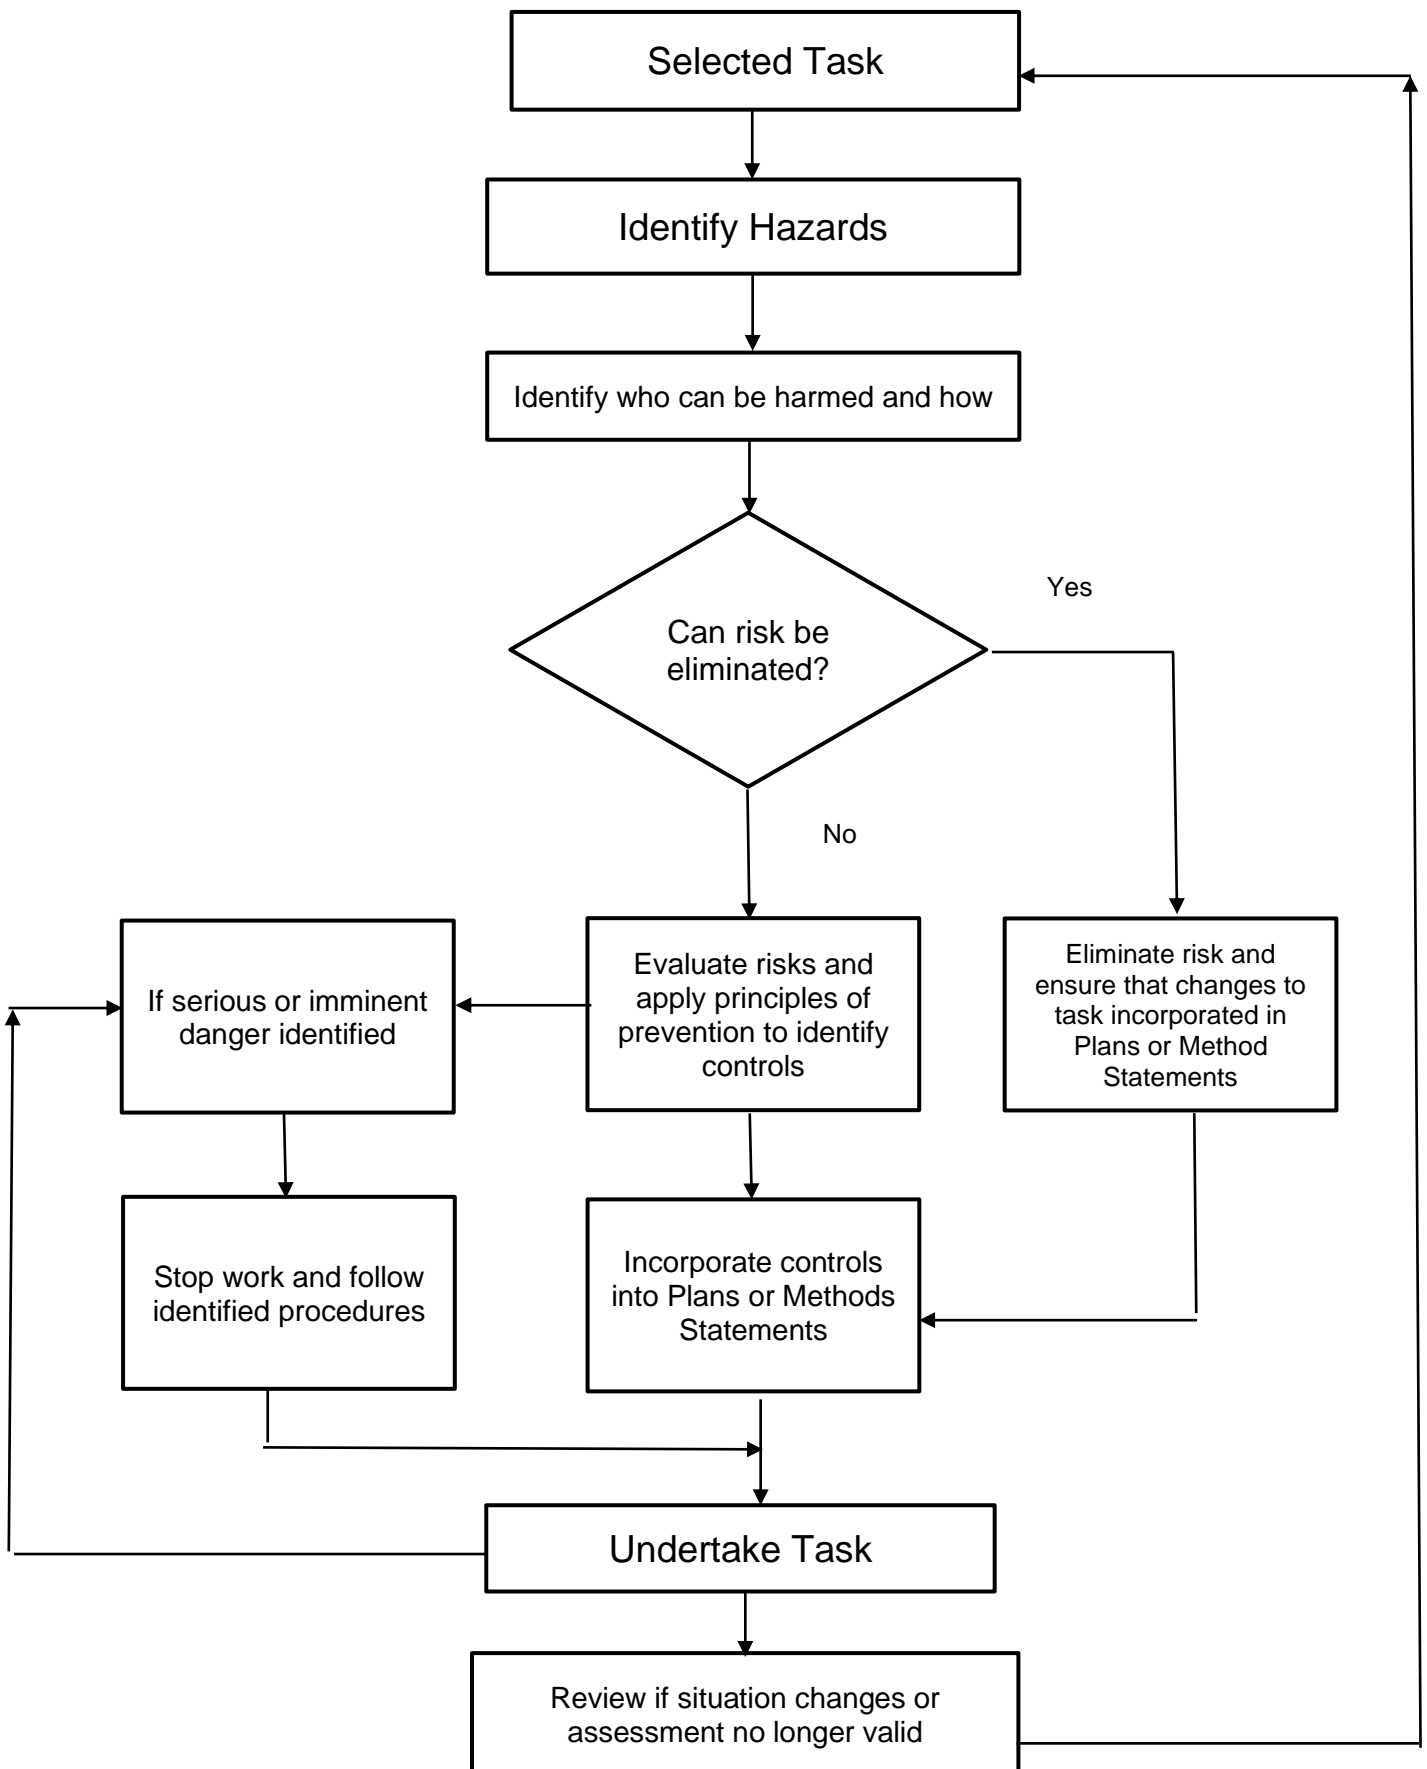 Selected Task
Identify Hazards
Identify who can be harmed and how
Yes
Can risk be
eliminated?
No
If serious or imminent
danger identified
Evaluate risks and
apply principles of
prevention to identify
controls
Eliminate risk and
ensure that changes to
task incorporated in
Plans or Method
Statements
Stop work and follow
identified procedures
Incorporate controls
into Plans or Methods
Statements
Undertake Task
Review if situation changes or
assessment no longer valid